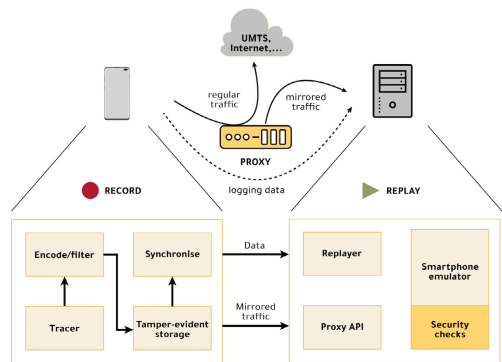 UMTS,
Internet,...
regular
traffic
mirrored
traffic
PROXY
logging data
RECORD
REPLAY
Encode/filter
Synchronise
Data
Replayer
Smartphone
emulator
Tracer
Tamper-evident
storage
Mirrored
traffic
Proxy API
Security
checks